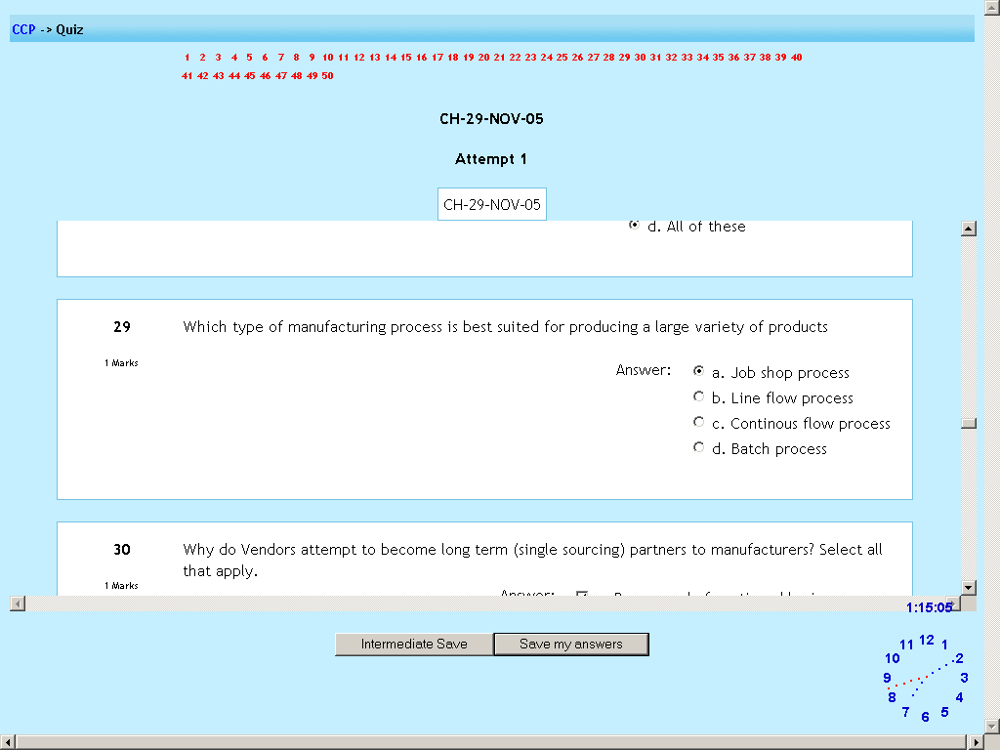 CCP -> Quiz
1 2 3 4 5 6 7 8 9 10 11 12 13 14 15 16 17 18 19 20 21 22 23 24 25 26 27 28 29 30 31 32 33 34 35 36 37 38 39 40
41 42 43 44 45 46 47 48 49 50
CH-29-NOV-05
Attempt 1
CH-29-NOV-05
d. All of these
29 Which type of manufacturing process is best suited for producing a large variety of products
1 Marks
Answer: a. Job shop process
b. Line flow process
c. Continous flow process
d. Batch process
30 Why do Vendors attempt to become long term (single sourcing) partners to manufacturers? Select all
that apply.
1 Marks
Answer:
1:15:05
Intermediate Save Save my answers
12 1 2 3 4 5 6 7 8 9 10 11